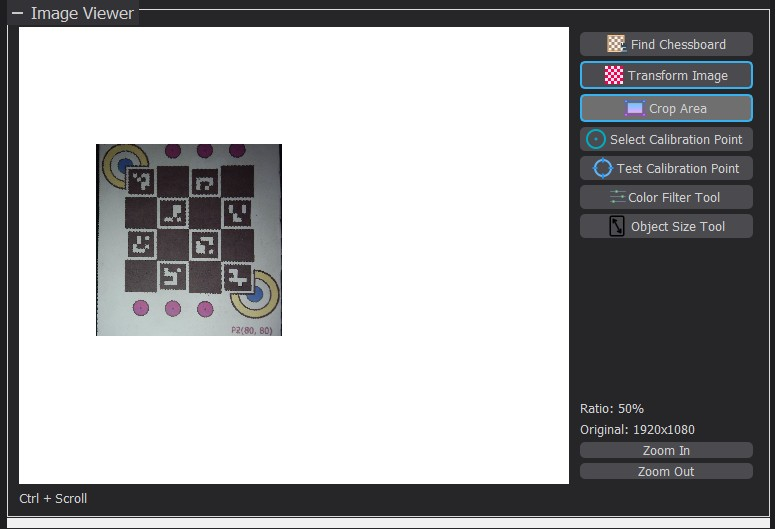 Image Viewer
Find Chessboard
Transform Image
Crop Area
Select Calibration Point
Test Calibration Point
Color Filter Tool
Object Size Tool
P2(80, 80)
Ratio: 50%
Original: 1920x1080
Zoom In
Zoom Out
Ctrl + Scroll